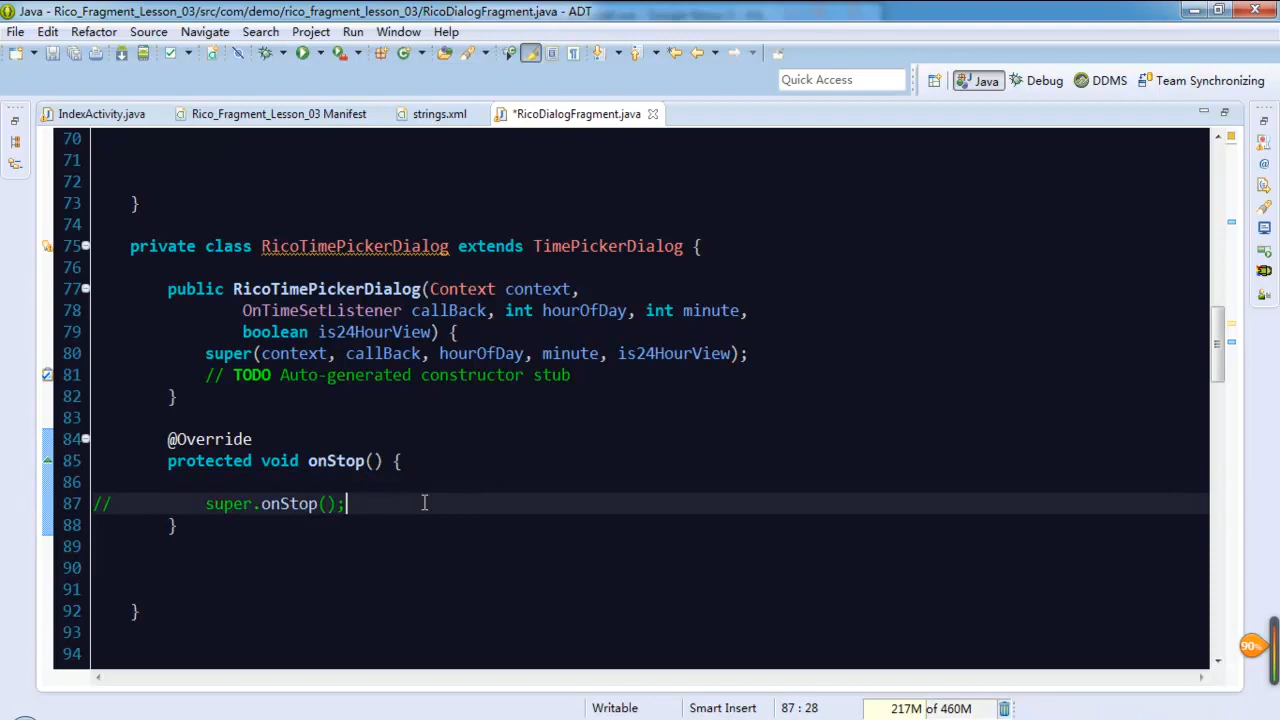 Java - Rico_Fragment_Lesson_03/src/com/demo/rico_fragment_lesson_03/RicoDialogFragment.java - ADT
File Edit Refactor Source Navigate Search Project Run Window Help
Quick Access
Java Debug DDMS Team Synchronizing
IndexActivity.java Rico_Fragment_Lesson_03 Manifest strings.xml *RicoDialogFragment.java
70
71
72
73 }
74
75 private class RicoTimePickerDialog extends TimePickerDialog {
76
77 public RicoTimePickerDialog(Context context,
78 OnTimeSetListener callBack, int hourOfDay, int minute,
79 boolean is24HourView) {
80 super(context, callBack, hourOfDay, minute, is24HourView);
81 // TODO Auto-generated constructor stub
82 }
83
84 @Override
85 protected void onStop() {
86
87 // super.onStop();
88 }
89
90
91
92 }
93
94
90%
Writable Smart Insert 87 : 28 217M of 460M